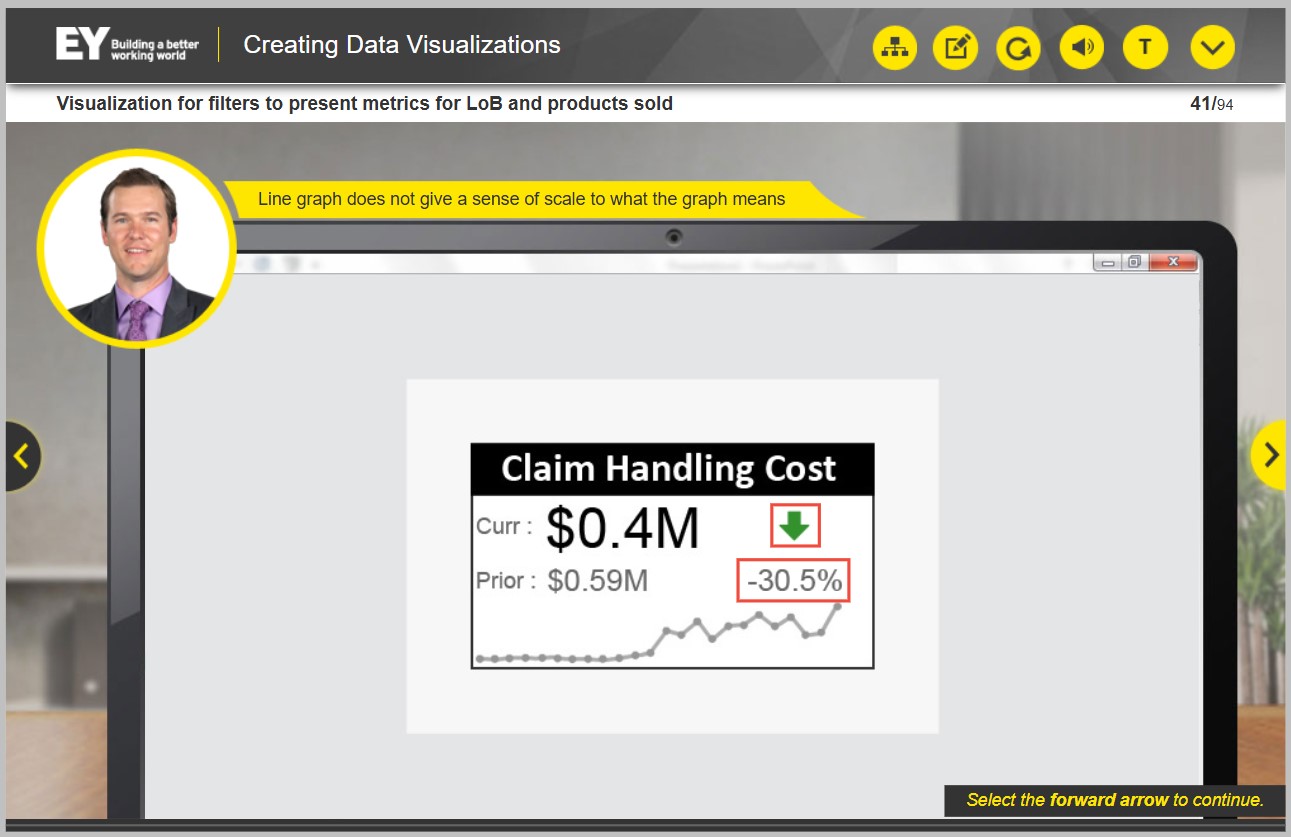 EY Building a better
working world
Creating Data Visualizations
T
Visualization for filters to present metrics for LoB and products sold
41/94
Line graph does not give a sense of scale to what the graph means
Claim Handling Cost
Curr : $0.4M
Prior : $0.59M -30.5%
Select the forward arrow to continue.